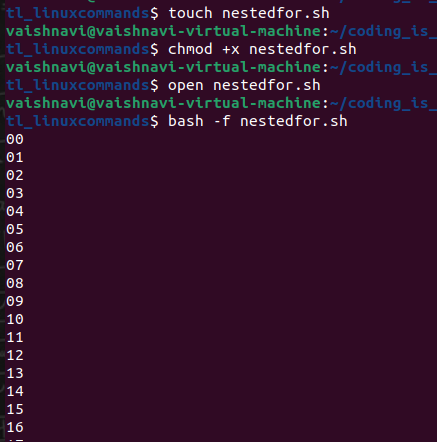 tl_linuxcommands$ touch nestedfor.sh
vaishnavi@vaishnavi-virtual-machine:~/coding_is_
tl_linuxcommands$ chmod +x nestedfor.sh
vaishnavi@vaishnavi-virtual-machine:~/coding_is_
tl_linuxcommands$ open nestedfor.sh
vaishnavi@vaishnavi-virtual-machine:~/coding_is_
tl_linuxcommands$ bash -f nestedfor.sh
00
01
02
03
04
05
06
07
08
09
10
11
12
13
14
15
16